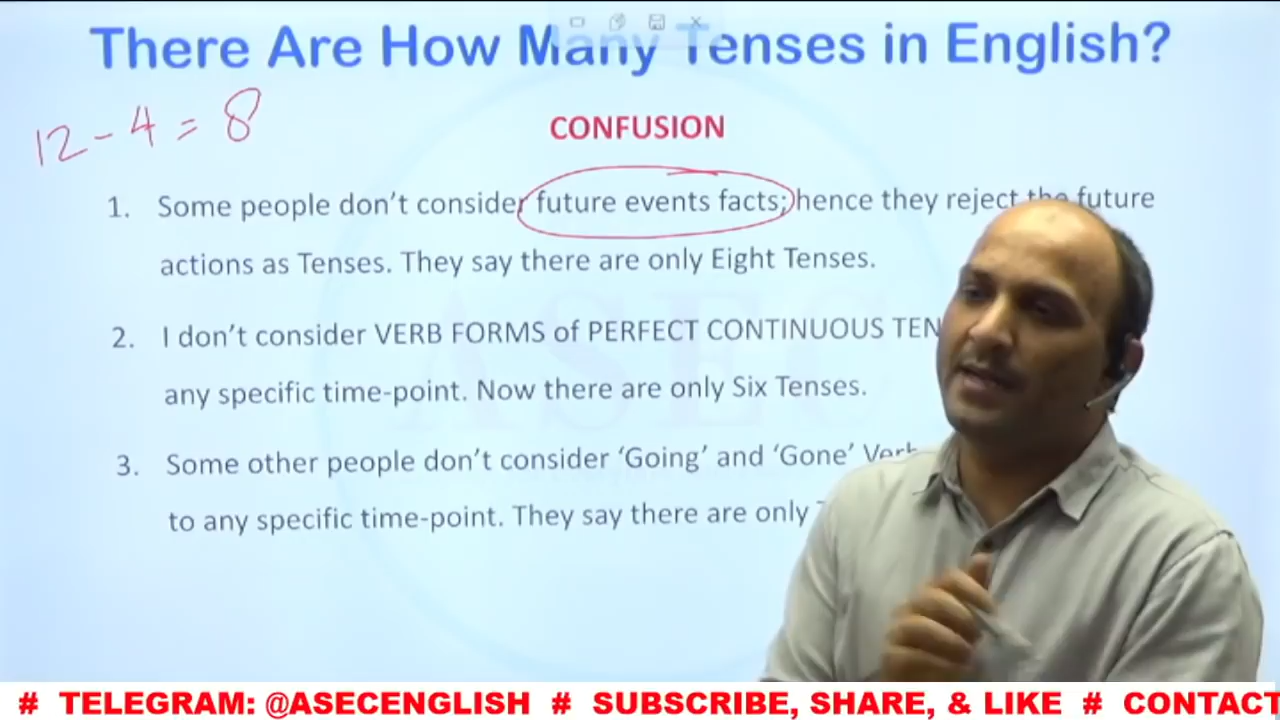 There Are How Many Tenses in English?
12 - 4 = 8
CONFUSION
1. Some people don't consider future events facts; hence they reject the future
actions as Tenses. They say there are only Eight Tenses.
2. I don't consider VERB FORMS of PERFECT CONTINUOUS TEN
any specific time-point. Now there are only Six Tenses.
3. Some other people don't consider 'Going' and 'Gone' Verb
to any specific time-point. They say there are only
ASEC
# TELEGRAM: @ASECENGLISH # SUBSCRIBE, SHARE, & LIKE # CONTACT